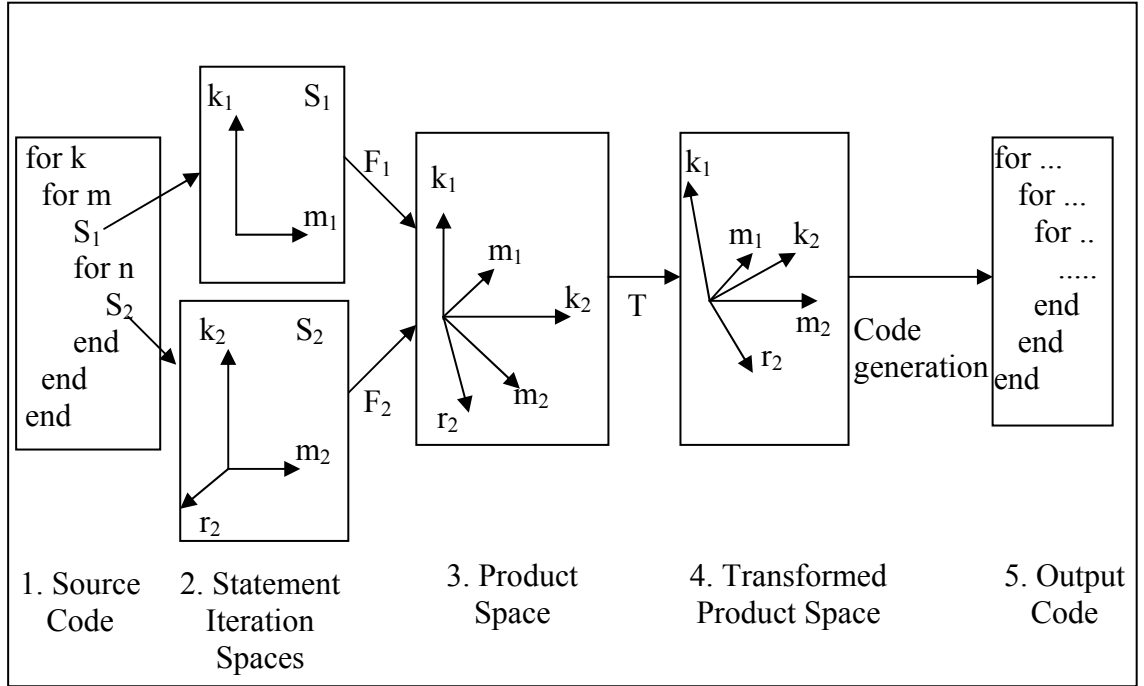 for k
for m
S₁
for n
S₂
end
end
end
k₁
S₁
m₁
k₂
S₂
m₂
r₂
F₁
F₂
k₁
m₁
k₂
m₂
r₂
T
k₁
m₁
k₂
m₂
r₂
Code
generation
for ...
for ...
for ..
.....
end
end
end
1. Source
Code
2. Statement
Iteration
Spaces
3. Product
Space
4. Transformed
Product Space
5. Output
Code